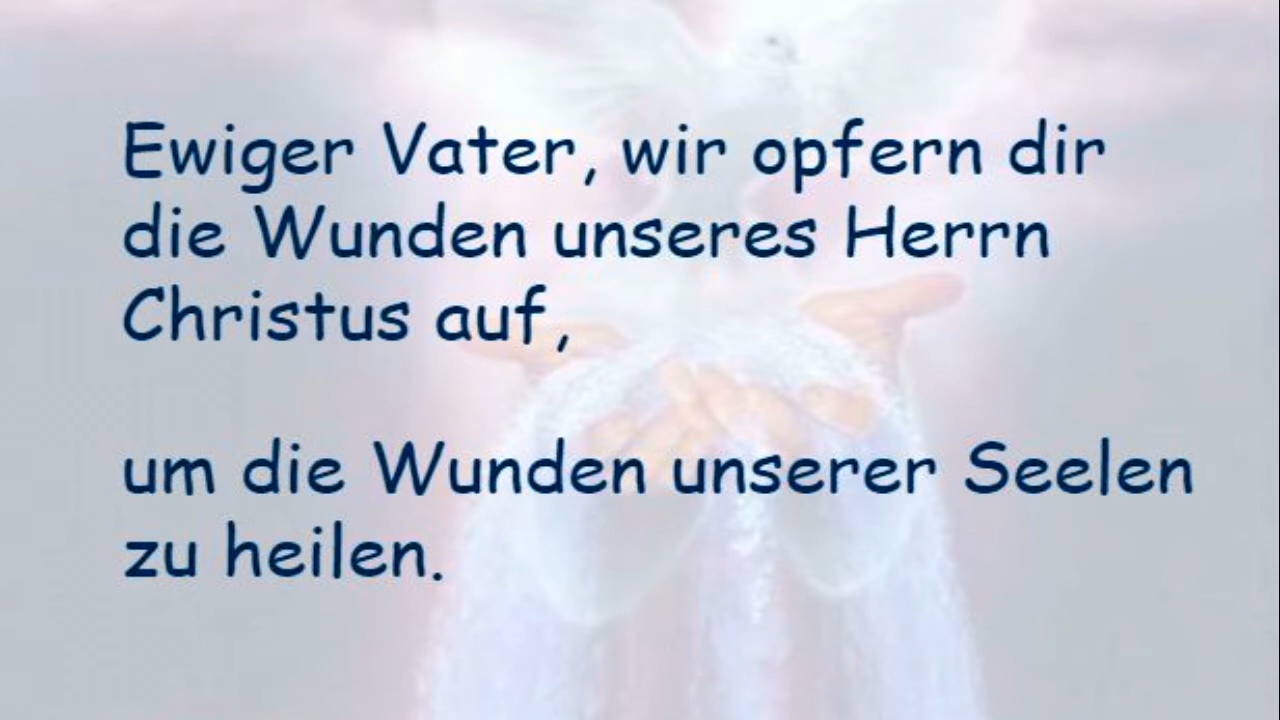 Ewiger Vater, wir opfern dir
die Wunden unseres Herrn
Christus auf,
um die Wunden unserer Seelen
zu heilen.